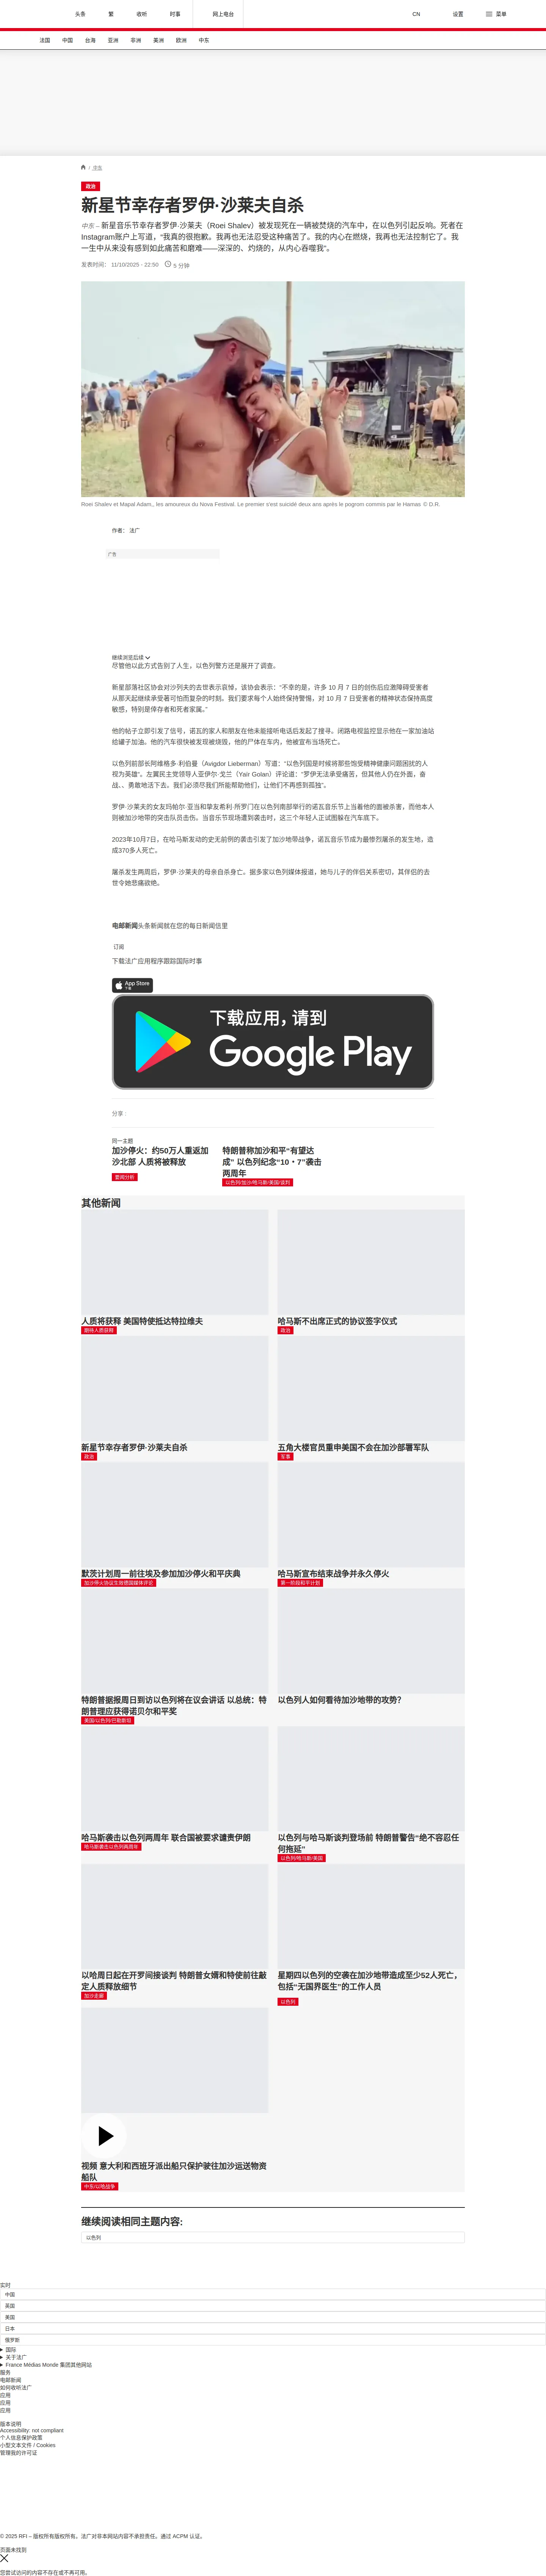 头条
繁
收听
时事
网上电台
CN
设置
菜单
法国
中国
台海
亚洲
非洲
美洲
欧洲
中东
/ 中东
政治
新星节幸存者罗伊·沙莱夫自杀
中东 – 新星音乐节幸存者罗伊·沙莱夫（Roei Shalev）被发现死在一辆被焚烧的汽车中，在以色列引起反响。死者在
Instagram账户上写道，“我真的很抱歉。我再也无法忍受这种痛苦了。我的内心在燃烧，我再也无法控制它了。我
一生中从来没有感到如此痛苦和磨难——深深的、灼烧的，从内心吞噬我”。
发表时间： 11/10/2025 - 22:50
5 分钟
Roei Shalev et Mapal Adam., les amoureux du Nova Festival. Le premier s'est suicidé deux ans après le pogrom commis par le Hamas © D.R.
作者： 法广
广告
继续浏览后续
尽管他以此方式告别了人生，以色列警方还是展开了调查。
新星部落社区协会对沙列夫的去世表示哀悼，该协会表示：“不幸的是，许多 10 月 7 日的创伤后应激障碍受害者
从那天起继续承受着可怕而复杂的时刻。我们要求每个人始终保持警惕，对 10 月 7 日受害者的精神状态保持高度
敏感，特别是倖存者和死者家属。”
他的帖子立即引发了信号，诺瓦的家人和朋友在他未能接听电话后发起了搜寻。闭路电视监控显示他在一家加油站
给罐子加油。他的汽车很快被发现被烧毁，他的尸体在车内，他被宣布当场死亡。
以色列前部长阿维格多·利伯曼（Avigdor Lieberman）写道：“以色列国是时候将那些饱受精神健康问题困扰的人
视为英雄”。左翼民主党领导人亚伊尔·戈兰（Yair Golan）评论道：“罗伊无法承受痛苦，但其他人仍在外面，奋
战、、勇敢地活下去。我们必须尽我们所能帮助他们，让他们不再感到孤独”。
罗伊·沙莱夫的女友玛帕尔·亚当和挚友希利·所罗门在以色列南部举行的诺瓦音乐节上当着他的面被杀害，而他本人
则被加沙地带的突击队员击伤。当音乐节现场遭到袭击时，这三个年轻人正试图躲在汽车底下。
2023年10月7日，在哈马斯发动的史无前例的袭击引发了加沙地带战争，诺瓦音乐节成为最惨烈屠杀的发生地，造
成370多人死亡。
屠杀发生两周后，罗伊·沙莱夫的母亲自杀身亡。据多家以色列媒体报道，她与儿子的伴侣关系密切，其伴侣的去
世令她悲痛欲绝。
电邮新闻头条新闻就在您的每日新闻信里
订阅
下载法广应用程序跟踪国际时事
App Store
下载
下载应用，请到
Google Play
分享 :
同一主题
加沙停火：约50万人重返加
沙北部 人质将被释放
要闻分析
特朗普称加沙和平“有望达
成” 以色列纪念“10・7”袭击
两周年
以色列/加沙/哈马斯/美国/谈判
其他新闻
人质将获释 美国特使抵达特拉维夫
期待人质获释
哈马斯不出席正式的协议签字仪式
政治
新星节幸存者罗伊·沙莱夫自杀
政治
五角大楼官员重申美国不会在加沙部署军队
军事
默茨计划周一前往埃及参加加沙停火和平庆典
加沙停火协议生效德国媒体评论
哈马斯宣布结束战争并永久停火
第一阶段和平计划
特朗普据报周日到访以色列将在议会讲话 以总统：特
朗普理应获得诺贝尔和平奖
美国/以色列/巴勒斯坦
以色列人如何看待加沙地带的攻势？
哈马斯袭击以色列两周年 联合国被要求谴责伊朗
哈马斯袭击以色列两周年
以色列与哈马斯谈判登场前 特朗普警告“绝不容忍任
何拖延”
以色列/哈马斯/美国
以哈周日起在开罗间接谈判 特朗普女婿和特使前往敲
定人质释放细节
加沙走廊
星期四以色列的空袭在加沙地带造成至少52人死亡，
包括“无国界医生”的工作人员
以色列
视频 意大利和西班牙派出船只保护驶往加沙运送物资
船队
中东/以哈战争
继续阅读相同主题内容:
以色列
实时
中国
英国
美国
日本
俄罗斯
国际
关于法广
France Médias Monde 集团其他网站
服务
电邮新闻
如何收听法广
应用
应用
应用
版本说明
Accessibility: not compliant
个人信息保护政策
小型文本文件 / Cookies
管理我的许可证
© 2025 RFI – 版权所有版权所有。法广对非本网站内容不承担责任。通过 ACPM 认证。
页面未找到
您尝试访问的内容不存在或不再可用。